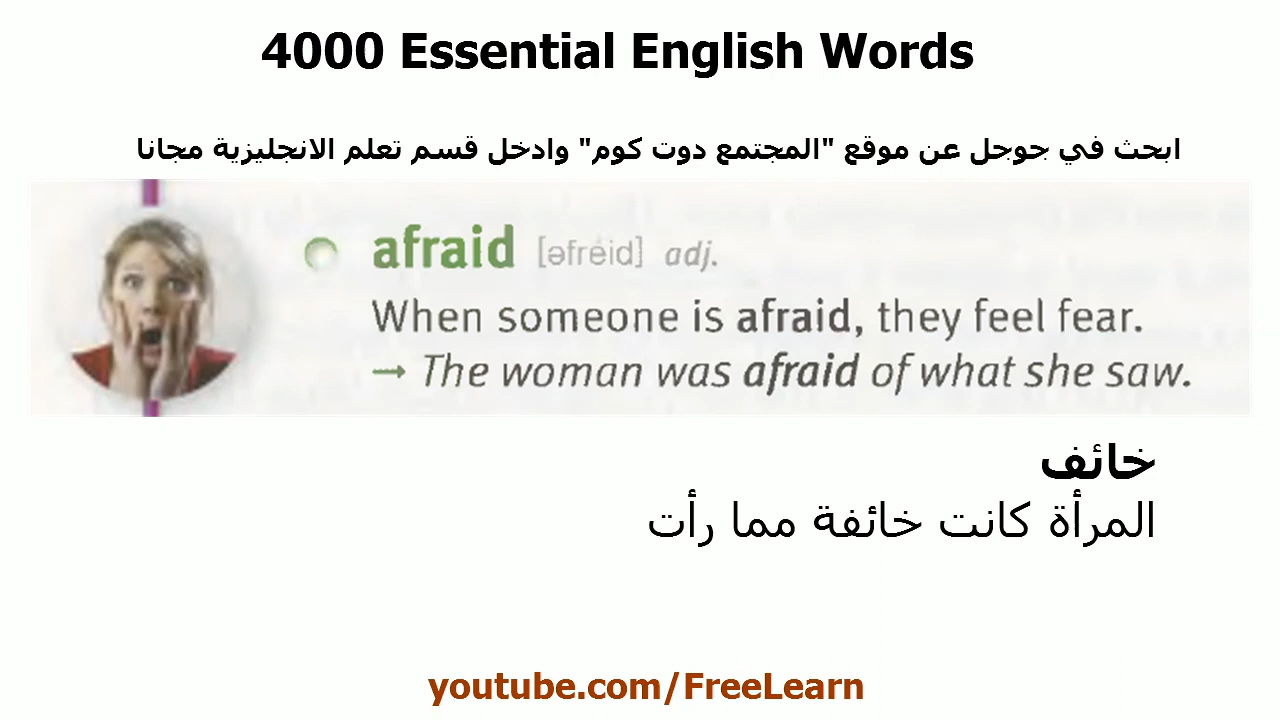 4000 Essential English Words
ابحث في جوجل عن موقع "المجتمع دوت كوم" وادخل قسم تعلم الانجليزية مجانا
afraid [əfréid] adj.
When someone is afraid, they feel fear.
→ The woman was afraid of what she saw.
خائف
المرأة كانت خائفة مما رأت
youtube.com/FreeLearn